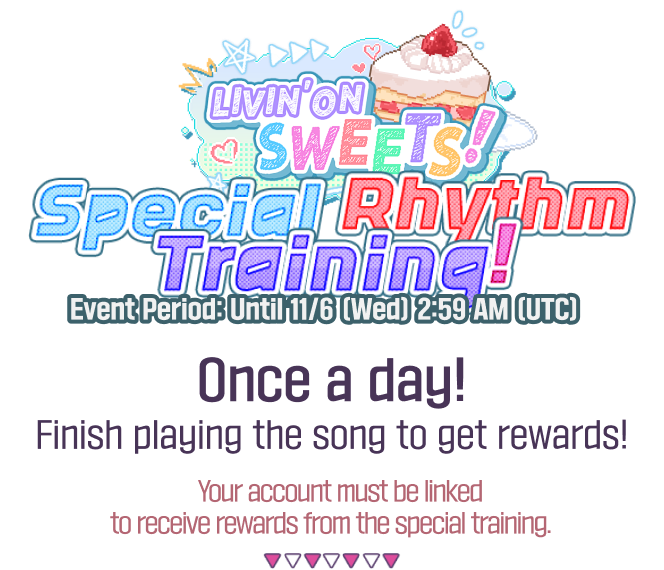 LIVIN' ON
SWEETS!
Special Rhythm
Training!
Event Period: Until 11/6 (Wed) 2:59 AM (UTC)
Once a day!
Finish playing the song to get rewards!
Your account must be linked
to receive rewards from the special training.